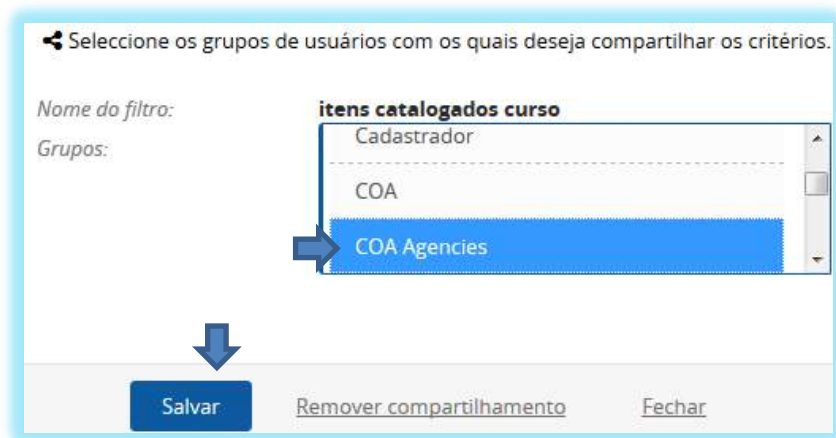 Seleccione os grupos de usuários com os quais deseja compartilhar os critérios.
Nome do filtro: itens catalogados curso
Grupos: Cadastrador
COA
COA Agencies
Salvar Remover compartilhamento Fechar